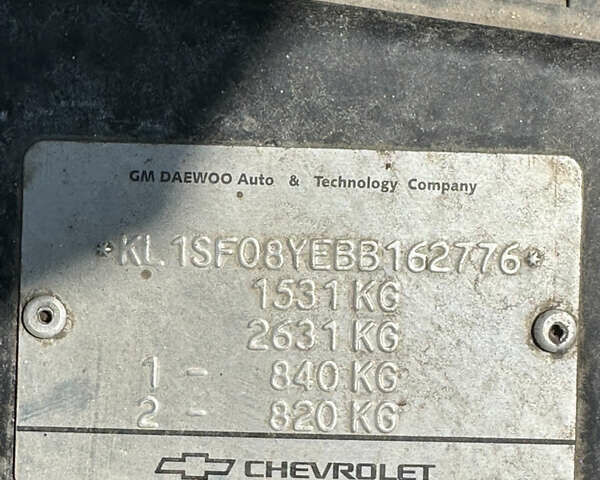 GM DAEWOO Auto & Technology Company
*KL1SF08YEBB162776*
1531 KG
2631 KG
1 - 840 KG
2 - 820 KG
CHEVROLET